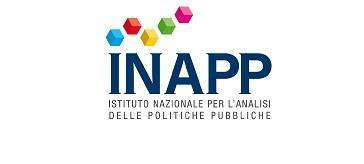 INAPP
ISTITUTO NAZIONALE PER L'ANALISI
DELLE POLITICHE PUBBLICHE